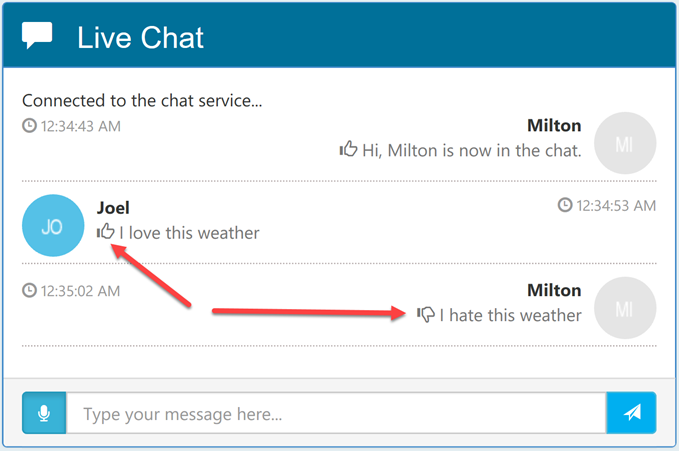 Live Chat
Connected to the chat service...
12:34:43 AM
Milton
Hi, Milton is now in the chat.
MI
JO
Joel
I love this weather
12:34:53 AM
12:35:02 AM
Milton
I hate this weather
MI
Type your message here...